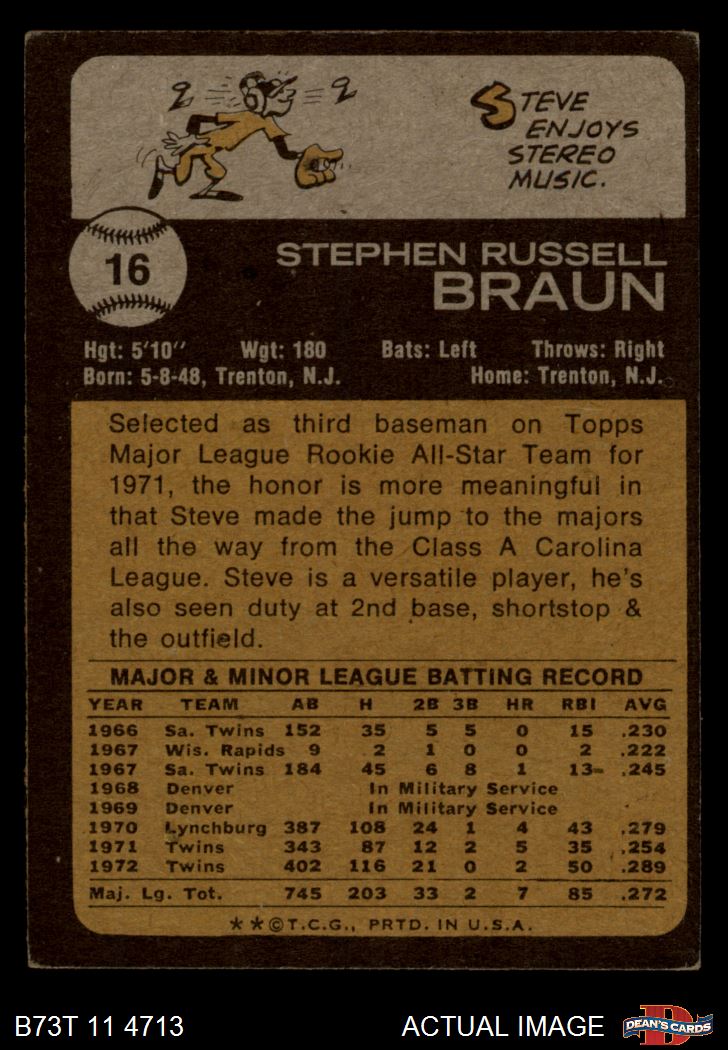 STEVE
ENJOYS
STEREO
MUSIC.
16
STEPHEN RUSSELL
BRAUN
Hgt: 5'10" Wgt: 180 Bats: Left Throws: Right
Born: 5-8-48, Trenton, N.J. Home: Trenton, N.J.
Selected as third baseman on Topps
Major League Rookie All-Star Team for
1971, the honor is more meaningful in
that Steve made the jump to the majors
all the way from the Class A Carolina
League. Steve is a versatile player, he's
also seen duty at 2nd base, shortstop &
the outfield.
MAJOR & MINOR LEAGUE BATTING RECORD
YEAR TEAM AB H 2B 3B HR RBI AVG
1966 Sa. Twins 152 35 5 5 0 15 .230
1967 Wis. Rapids 9 2 1 0 0 2 .222
1967 Sa. Twins 184 45 6 8 1 13 .245
1968 Denver In Military Service
1969 Denver In Military Service
1970 Lynchburg 387 108 24 1 4 43 .279
1971 Twins 343 87 12 2 5 35 .254
1972 Twins 402 116 21 0 2 50 .289
Maj. Lg. Tot. 745 203 33 2 7 85 .272
**©T.C.G., PRTD. IN U.S.A.
B73T 11 4713 ACTUAL IMAGE
D
DEAN'S CARDS